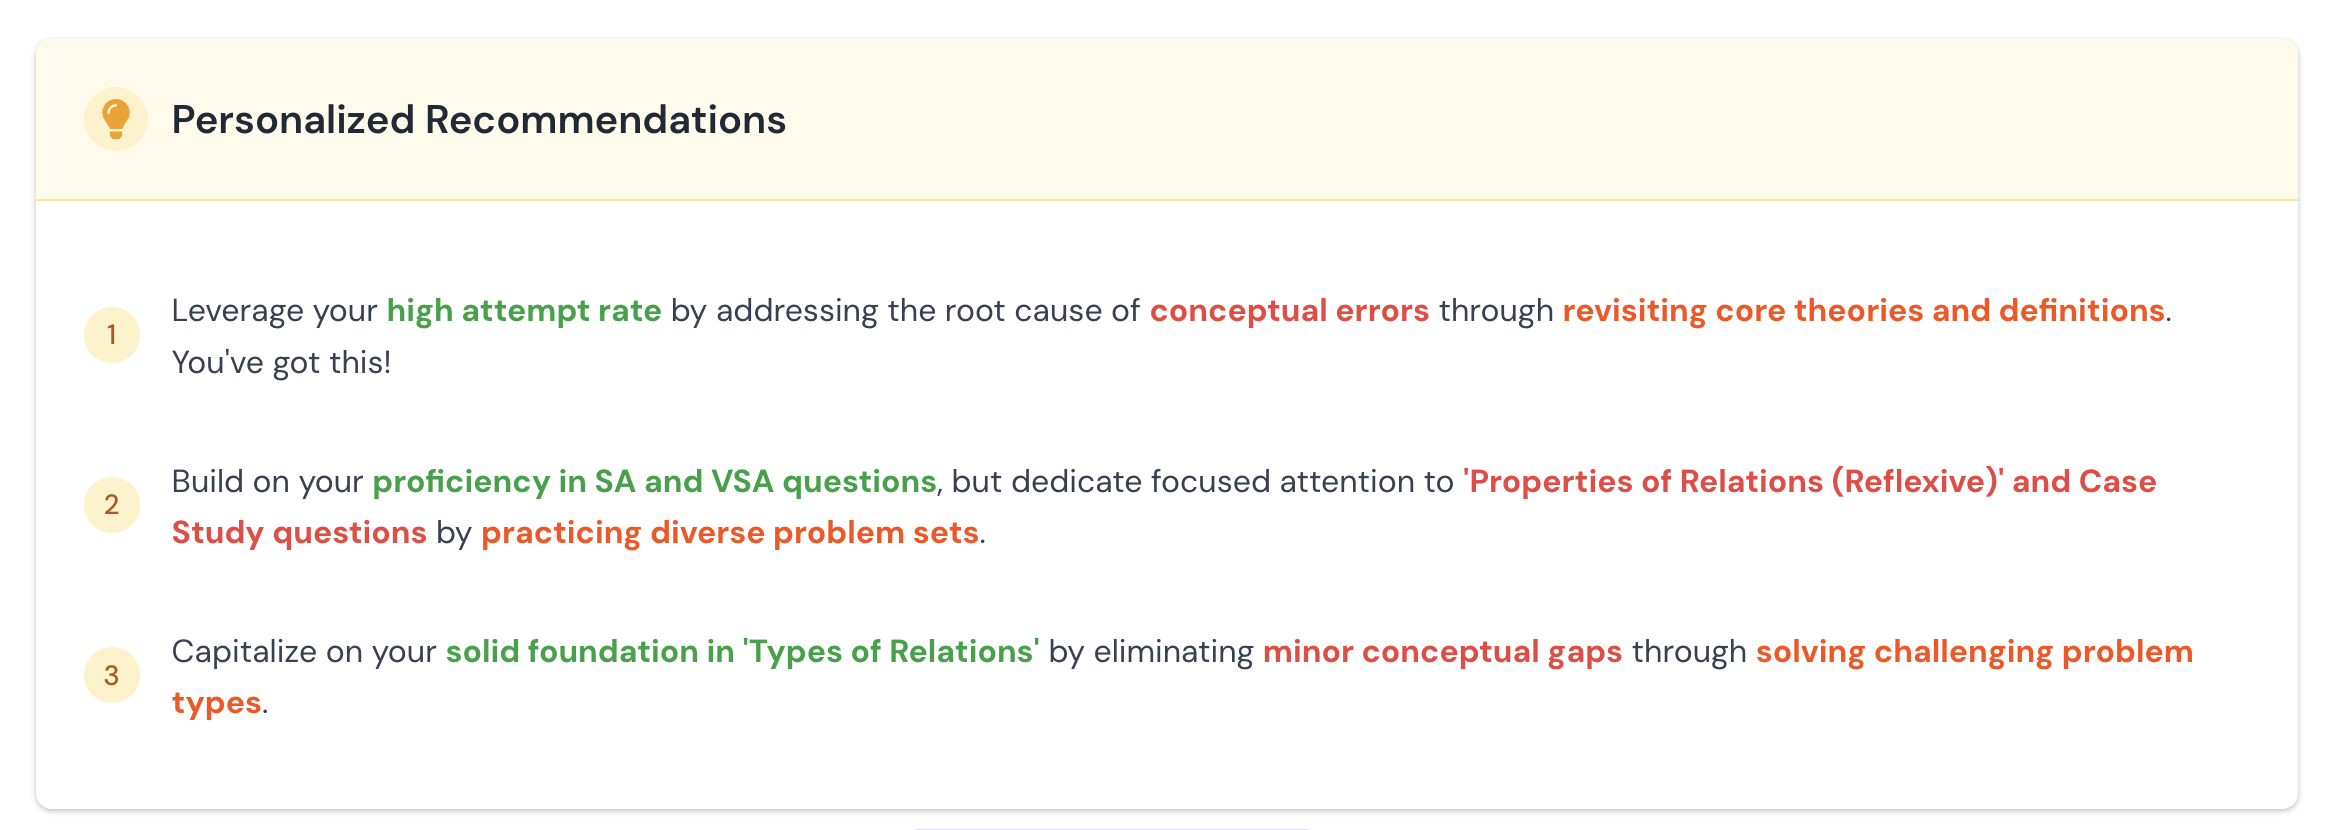 Personalized Recommendations
1 Leverage your high attempt rate by addressing the root cause of conceptual errors through revisiting core theories and definitions.
You've got this!
2 Build on your proficiency in SA and VSA questions, but dedicate focused attention to 'Properties of Relations (Reflexive)' and Case
Study questions by practicing diverse problem sets.
3 Capitalize on your solid foundation in 'Types of Relations' by eliminating minor conceptual gaps through solving challenging problem
types.